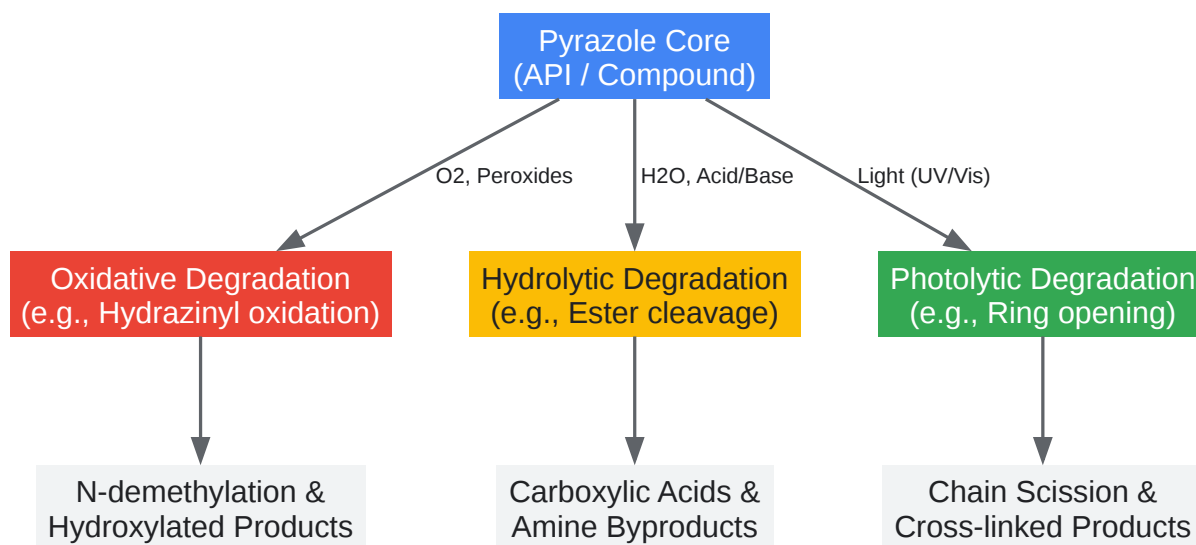 Pyrazole Core
(API / Compound)
O2, Peroxides
H2O, Acid/Base
Light (UV/Vis)
Oxidative Degradation
(e.g., Hydrazinyl oxidation)
Hydrolytic Degradation
(e.g., Ester cleavage)
Photolytic Degradation
(e.g., Ring opening)
N-demethylation &
Hydroxylated Products
Carboxylic Acids &
Amine Byproducts
Chain Scission &
Cross-linked Products